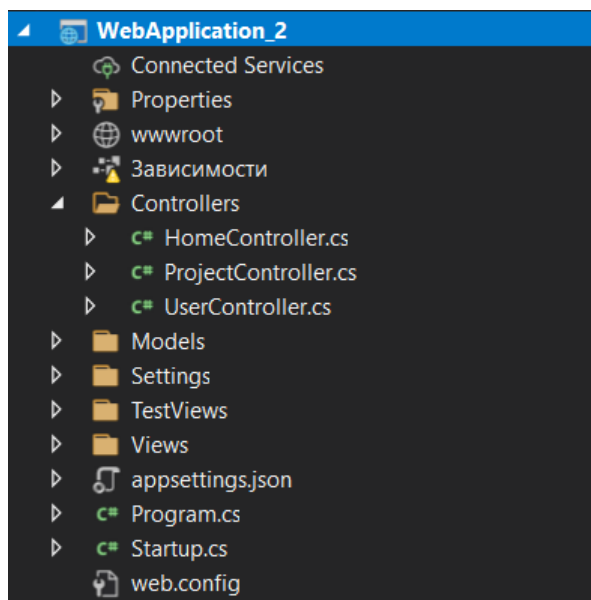 WebApplication_2
Connected Services
Properties
wwwroot
Зависимости
Controllers
C# HomeController.cs
C# ProjectController.cs
C# UserController.cs
Models
Settings
TestViews
Views
appsettings.json
C# Program.cs
C# Startup.cs
web.config